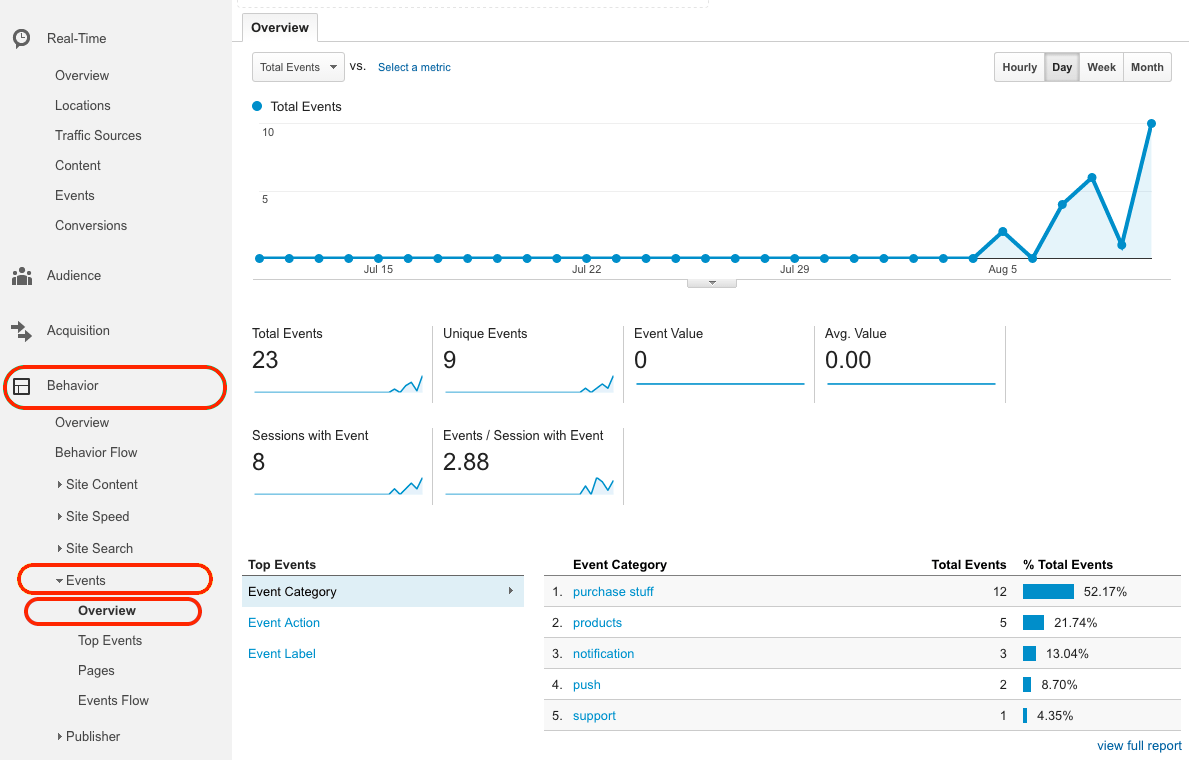 Real-Time
Overview
Locations
Traffic Sources
Content
Events
Conversions
Audience
Acquisition
Behavior
Overview
Behavior Flow
Site Content
Site Speed
Site Search
Events
Overview
Top Events
Pages
Events Flow
Publisher
Overview
Total Events VS. Select a metric
Hourly Day Week Month
Total Events
10
5
Jul 15 Jul 22 Jul 29 Aug 5
Total Events Unique Events Event Value Avg. Value
23 9 0 0.00
Sessions with Event Events / Session with Event
8 2.88
Top Events
Event Category
Event Action
Event Label
Event Category Total Events % Total Events
1. purchase stuff 12 52.17%
2. products 5 21.74%
3. notification 3 13.04%
4. push 2 8.70%
5. support 1 4.35%
view full report